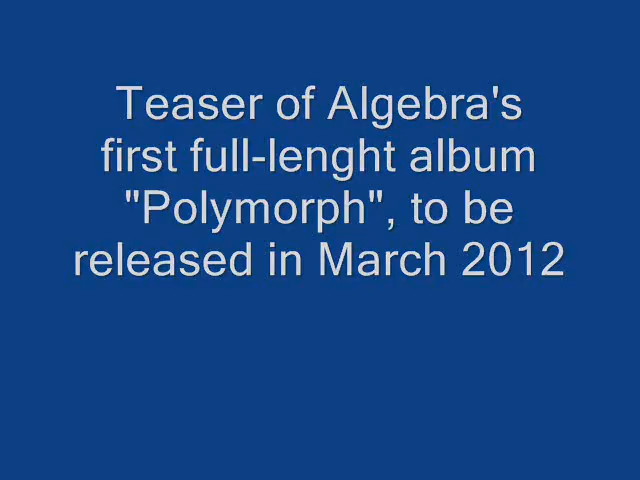 Teaser of Algebra's
first full-lenght album
"Polymorph", to be
released in March 2012